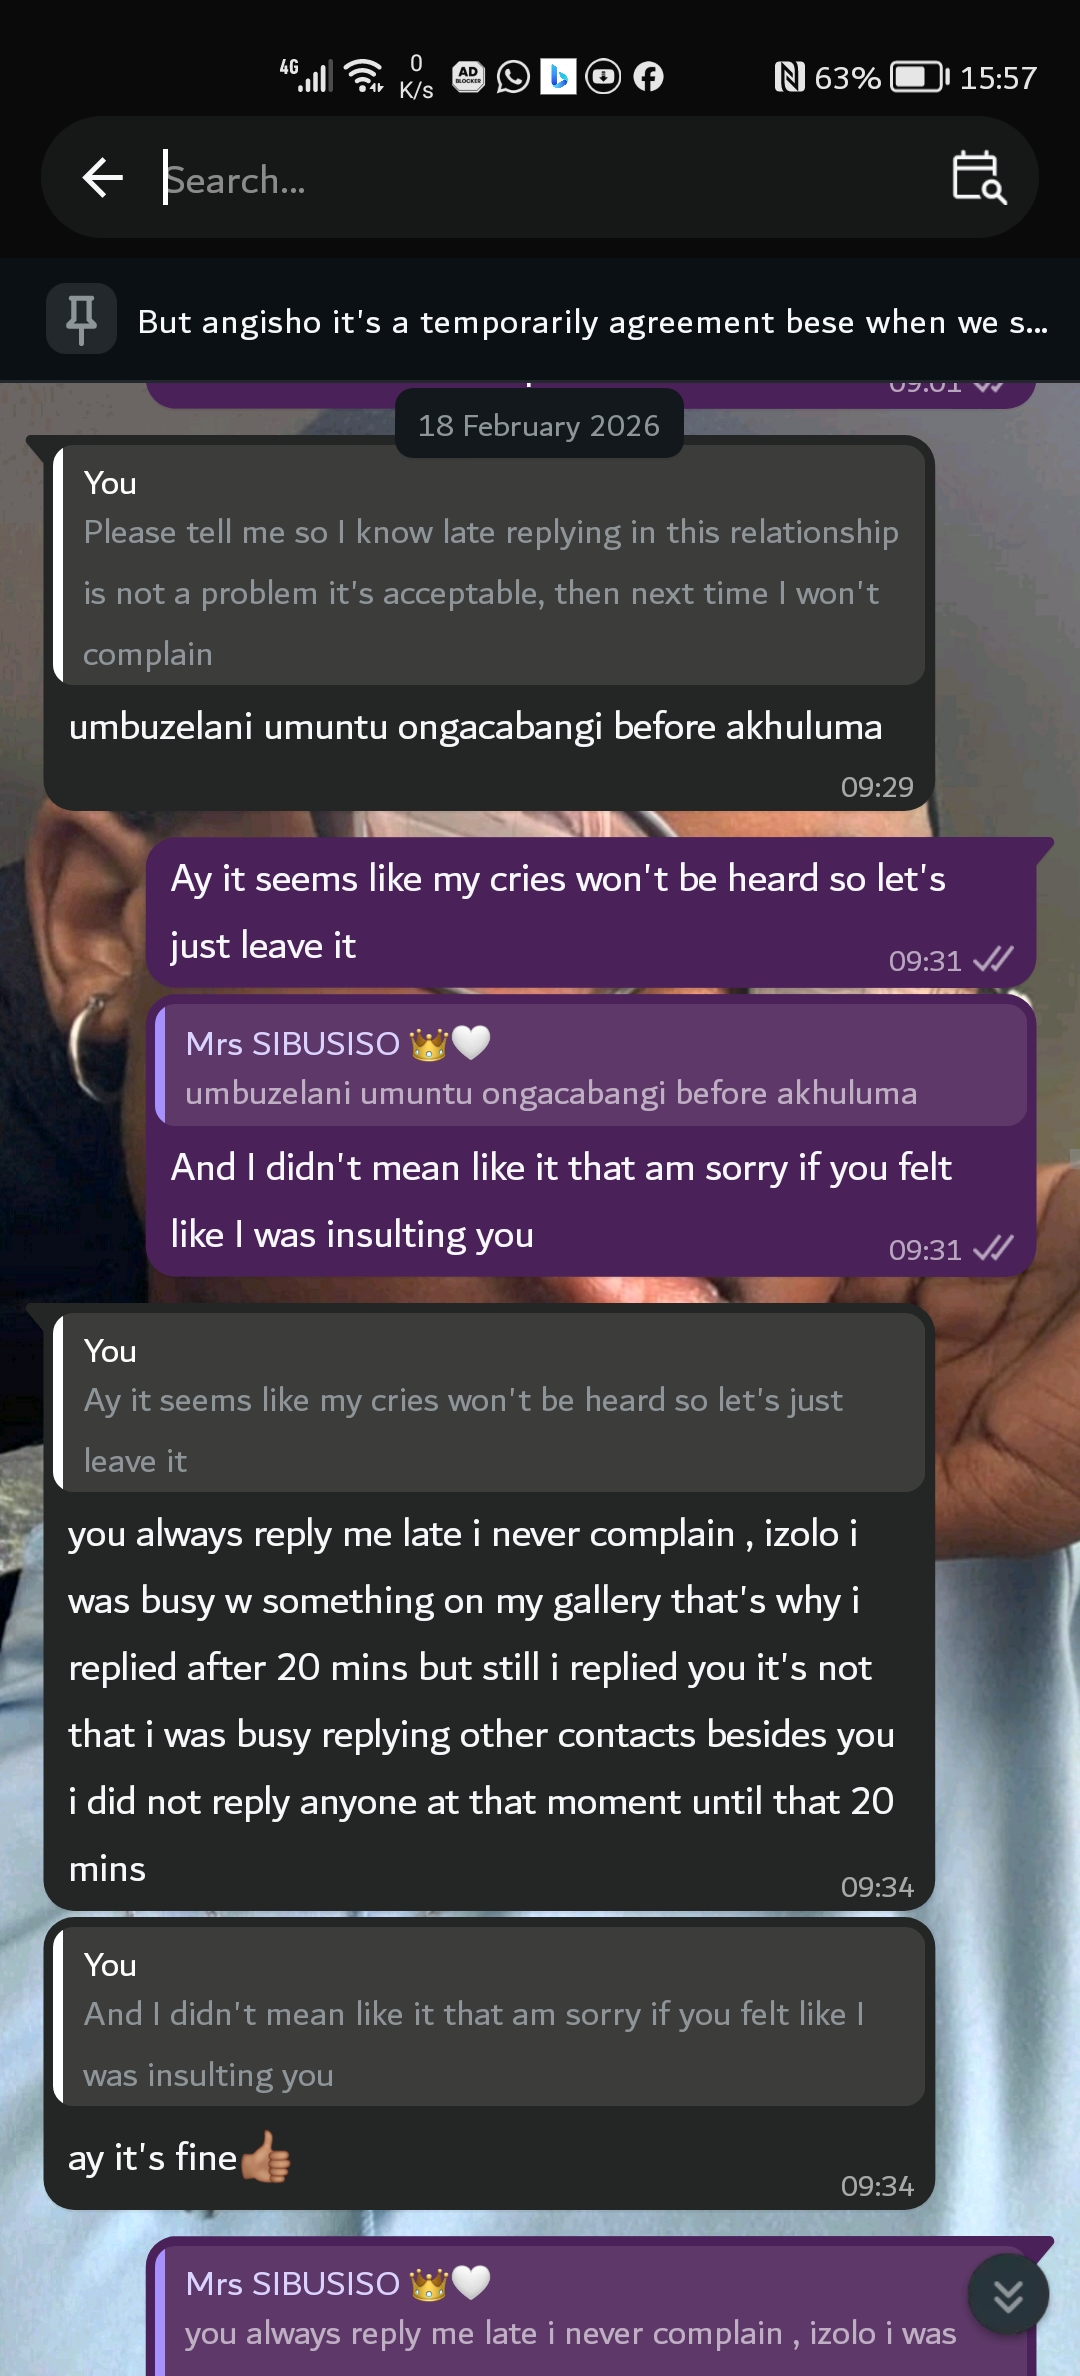 4G 0 K/s AD BLOCKER 63% 15:57
Search...
But angisho it's a temporarily agreement bese when we s...
09:01
18 February 2026
You
Please tell me so I know late replying in this relationship
is not a problem it's acceptable, then next time I won't
complain
umbuzelani umuntu ongacabangi before akhuluma
09:29
Ay it seems like my cries won't be heard so let's
just leave it
09:31
Mrs SIBUSISO 👑🤍
umbuzelani umuntu ongacabangi before akhuluma
And I didn't mean like it that am sorry if you felt
like I was insulting you
09:31
You
Ay it seems like my cries won't be heard so let's just
leave it
you always reply me late i never complain , izolo i
was busy w something on my gallery that's why i
replied after 20 mins but still i replied you it's not
that i was busy replying other contacts besides you
i did not reply anyone at that moment until that 20
mins
09:34
You
And I didn't mean like it that am sorry if you felt like I
was insulting you
ay it's fine👍🏽
09:34
Mrs SIBUSISO 👑🤍
you always reply me late i never complain , izolo i was